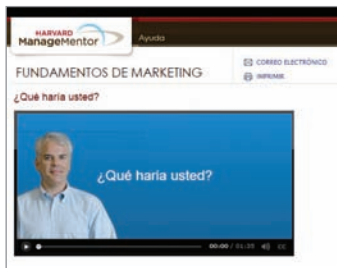 HARVARD
ManageMentor
Ayuda
FUNDAMENTOS DE MARKETING
CORREO ELECTRÓNICO
IMPRIMIR
¿Qué haría usted?
¿Qué haría usted?
00:00 / 01:35
CC